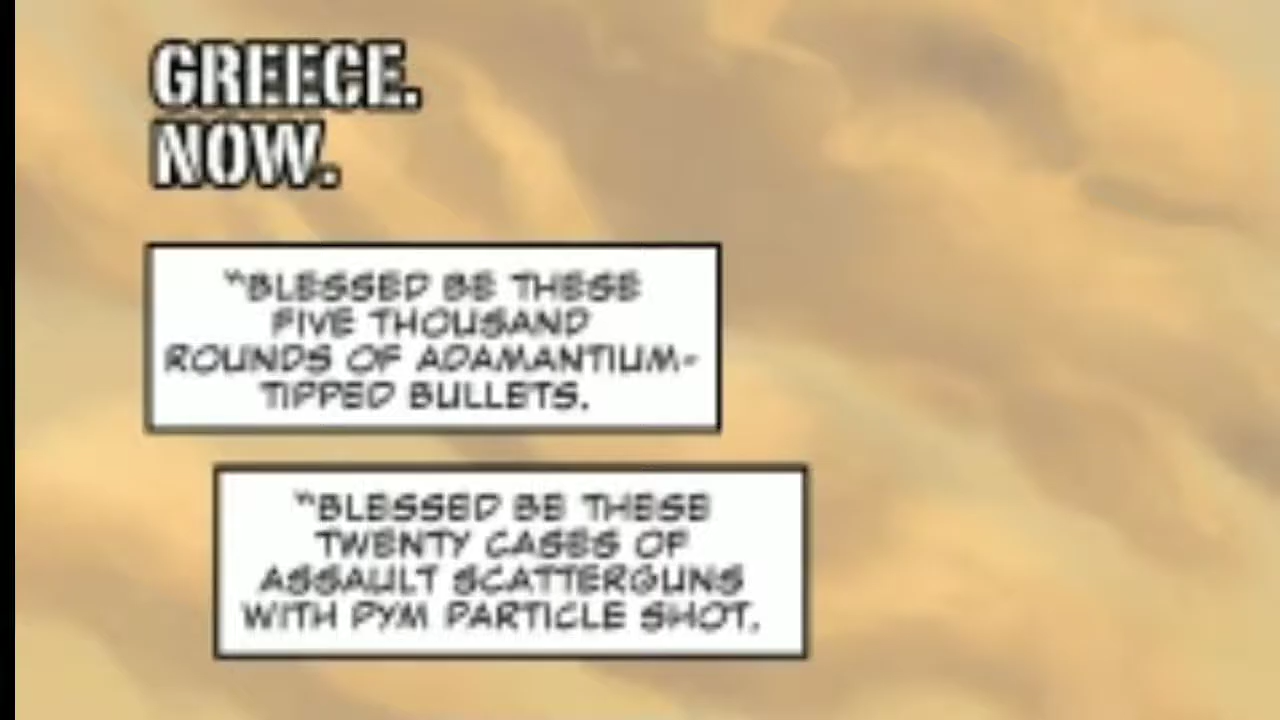 GREECE.
NOW.
"BLESSED BE THESE
FIVE THOUSAND
ROUNDS OF ADAMANTIUM-
TIPPED BULLETS.
"BLESSED BE THESE
TWENTY CASES OF
ASSAULT SCATTERGUNS
WITH PYM PARTICLE SHOT.